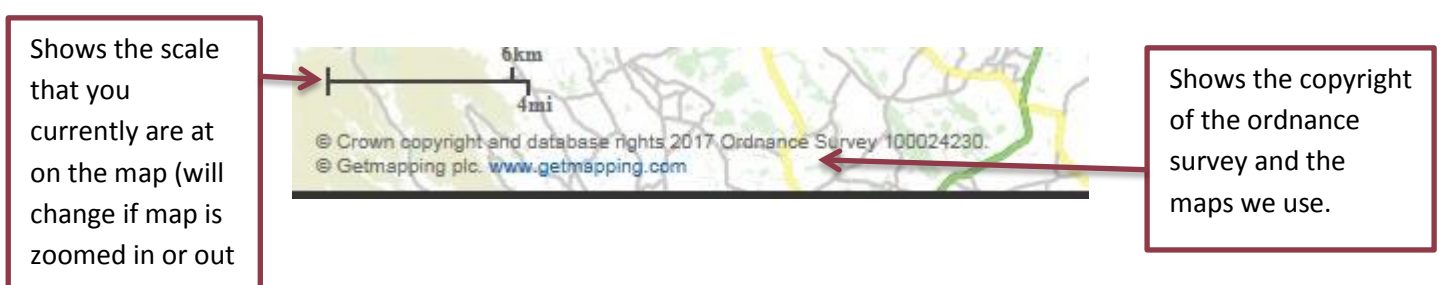 Shows the scale
that you
currently are at
on the map (will
change if map is
zoomed in or out
6km
4mi
© Crown copyright and database rights 2017 Ordnance Survey 100024230.
© Getmapping plc. www.getmapping.com
Shows the copyright
of the ordnance
survey and the
maps we use.